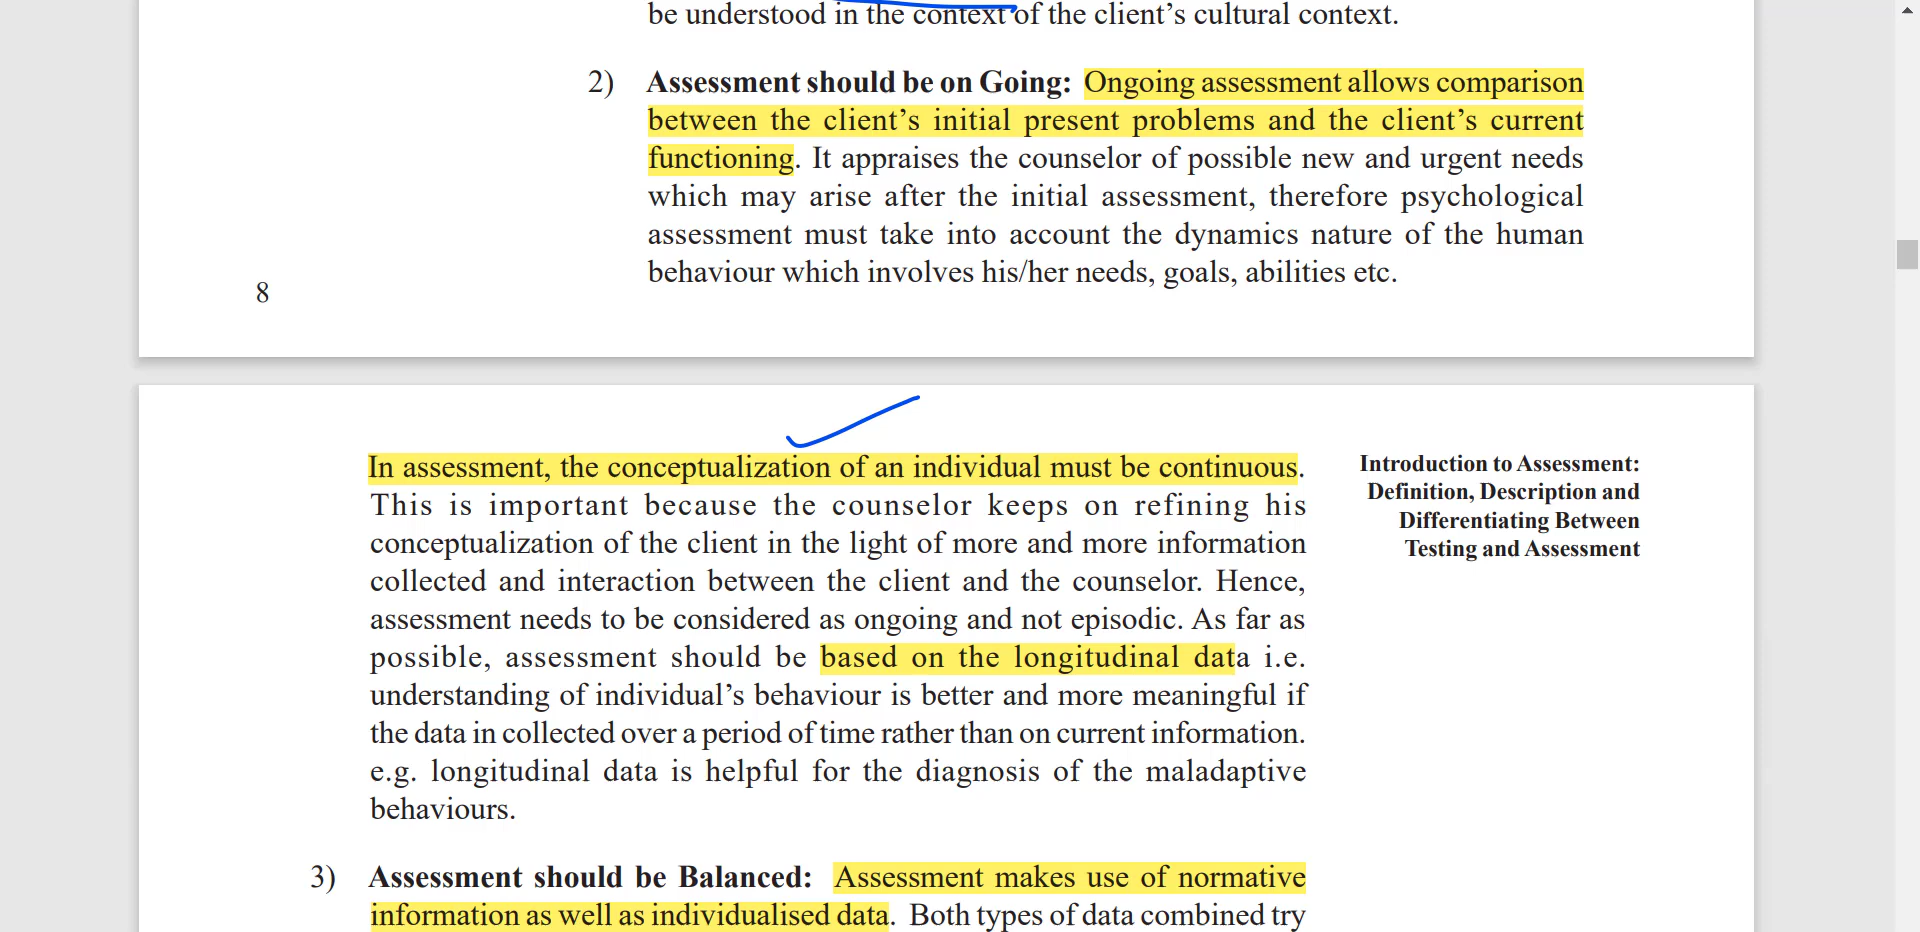 be understood in the context of the client’s cultural context.
2) Assessment should be on Going: Ongoing assessment allows comparison
between the client’s initial present problems and the client’s current
functioning. It appraises the counselor of possible new and urgent needs
which may arise after the initial assessment, therefore psychological
assessment must take into account the dynamics nature of the human
behaviour which involves his/her needs, goals, abilities etc.
8
In assessment, the conceptualization of an individual must be continuous.
This is important because the counselor keeps on refining his
conceptualization of the client in the light of more and more information
collected and interaction between the client and the counselor. Hence,
assessment needs to be considered as ongoing and not episodic. As far as
possible, assessment should be based on the longitudinal data i.e.
understanding of individual’s behaviour is better and more meaningful if
the data in collected over a period of time rather than on current information.
e.g. longitudinal data is helpful for the diagnosis of the maladaptive
behaviours.
Introduction to Assessment:
Definition, Description and
Differentiating Between
Testing and Assessment
3) Assessment should be Balanced: Assessment makes use of normative
information as well as individualised data. Both types of data combined try